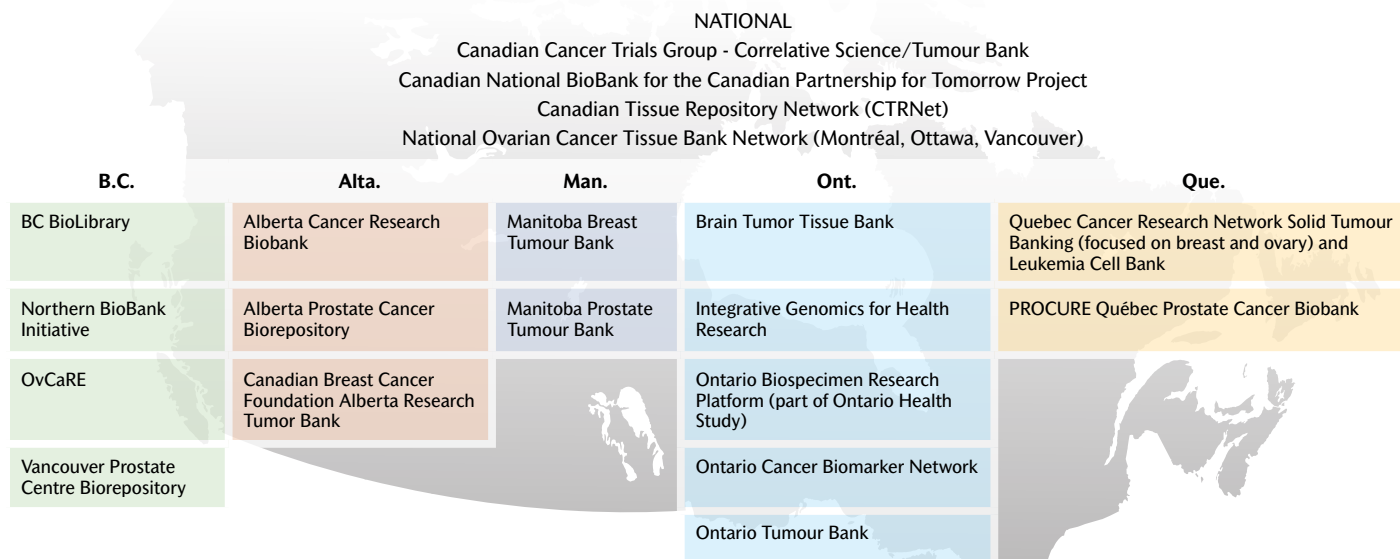 NATIONAL
Canadian Cancer Trials Group - Correlative Science/Tumour Bank
Canadian National BioBank for the Canadian Partnership for Tomorrow Project
Canadian Tissue Repository Network (CTRNet)
National Ovarian Cancer Tissue Bank Network (Montréal, Ottawa, Vancouver)
B.C.
BC BioLibrary
Northern BioBank
Initiative
OvCaRE
Vancouver Prostate
Centre Biorepository
Alta.
Alberta Cancer Research
Biobank
Alberta Prostate Cancer
Biorepository
Canadian Breast Cancer
Foundation Alberta Research
Tumor Bank
Man.
Manitoba Breast
Tumour Bank
Manitoba Prostate
Tumour Bank
Ont.
Brain Tumor Tissue Bank
Integrative Genomics for Health
Research
Ontario Biospecimen Research
Platform (part of Ontario Health
Study)
Ontario Cancer Biomarker Network
Ontario Tumour Bank
Que.
Quebec Cancer Research Network Solid Tumour
Banking (focused on breast and ovary) and
Leukemia Cell Bank
PROCURE Québec Prostate Cancer Biobank